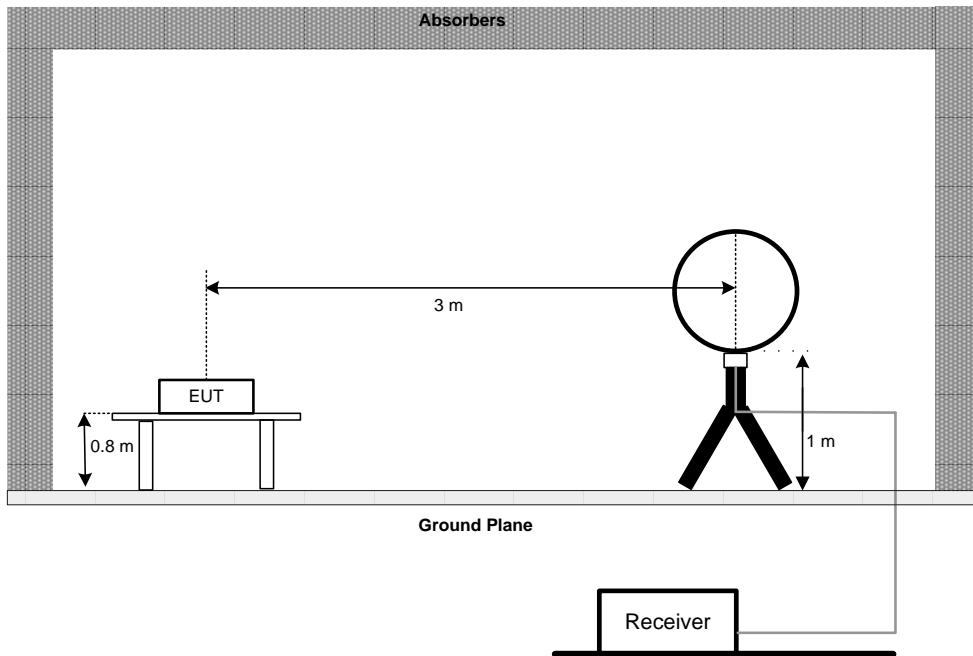 Absorbers
3 m
EUT
0.8 m
1 m
Ground Plane
Receiver